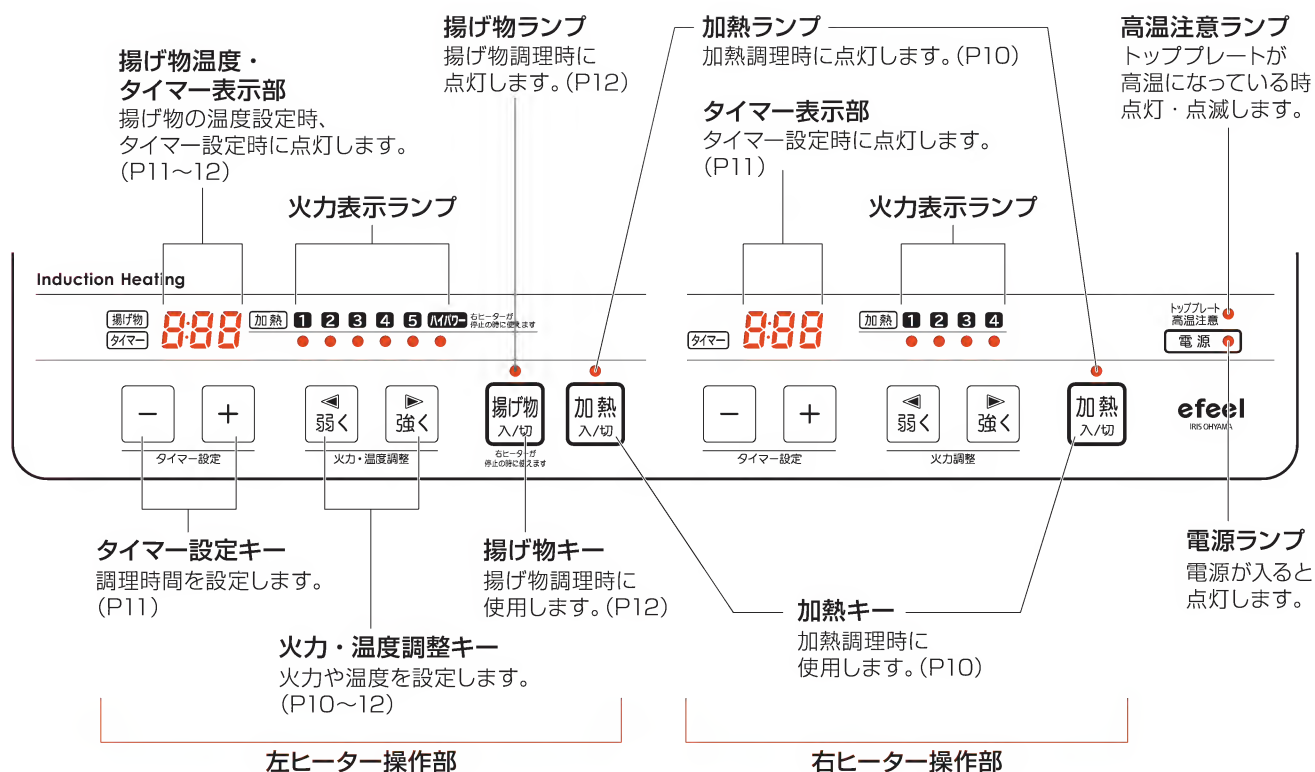 揚げ物ランプ
揚げ物調理時に
点灯します。(P12)
加熱ランプ
加熱調理時に点灯します。(P10)
高温注意ランプ
トッププレートが
高温になっている時
点灯・点滅します。
揚げ物温度・
タイマー表示部
揚げ物の温度設定時、
タイマー設定時に点灯します。
(P11〜12)
タイマー表示部
タイマー設定時に点灯します。
(P11)
火力表示ランプ
火力表示ランプ
Induction Heating
揚げ物
タイマー
8:88
加熱 1 2 3 4 5 ハイパワー
右ヒーターが
停止の時に使えます
タイマー
8:88
加熱 1 2 3 4
トッププレート
高温注意
電源
− +
タイマー設定
弱く 強く
火力・温度調整
揚げ物
入/切
右ヒーターが
停止の時に使えます
加熱
入/切
− +
タイマー設定
弱く 強く
火力調整
加熱
入/切
efeel
IRIS OHYAMA
タイマー設定キー
調理時間を設定します。
(P11)
火力・温度調整キー
火力や温度を設定します。
(P10〜12)
揚げ物キー
揚げ物調理時に
使用します。(P12)
加熱キー
加熱調理時に
使用します。(P10)
電源ランプ
電源が入ると
点灯します。
左ヒーター操作部
右ヒーター操作部